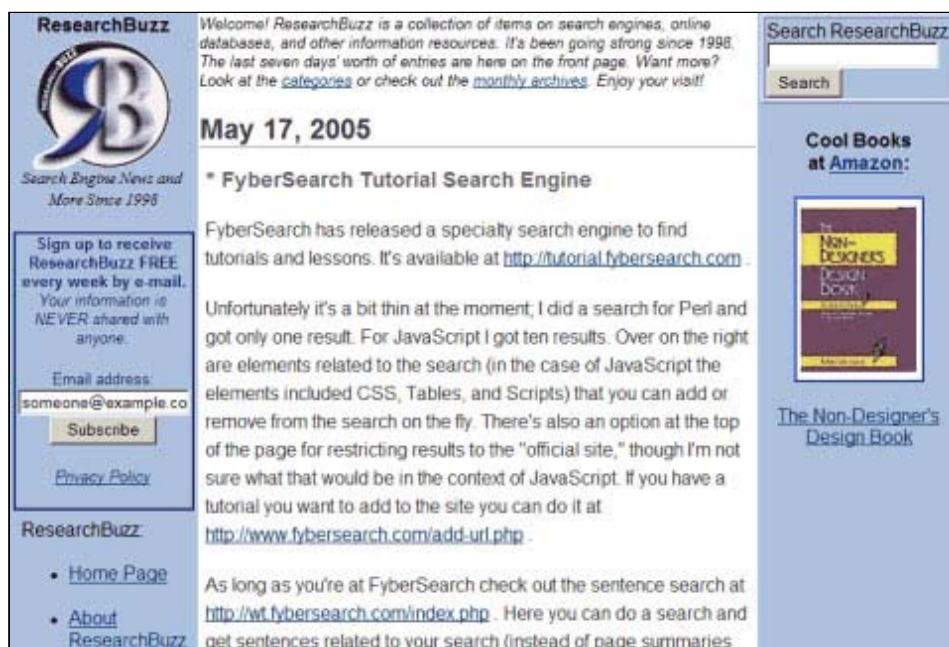 ResearchBuzz
Search Engine News and
More Since 1998
Sign up to receive
ResearchBuzz FREE
every week by e-mail.
Your information is
NEVER shared with
anyone.
Email address:
someone@example.co
Subscribe
Privacy Policy
ResearchBuzz:
Home Page
About
ResearchBuzz
Welcome! ResearchBuzz is a collection of items on search engines, online
databases, and other information resources. It's been going strong since 1998.
The last seven days' worth of entries are here on the front page. Want more?
Look at the categories or check out the monthly archives. Enjoy your visit!
May 17, 2005
* FyberSearch Tutorial Search Engine
FyberSearch has released a specialty search engine to find
tutorials and lessons. It's available at http://tutorial.fybersearch.com .
Unfortunately it's a bit thin at the moment; I did a search for Perl and
got only one result. For JavaScript I got ten results. Over on the right
are elements related to the search (in the case of JavaScript the
elements included CSS, Tables, and Scripts) that you can add or
remove from the search on the fly. There's also an option at the top
of the page for restricting results to the "official site," though I'm not
sure what that would be in the context of JavaScript. If you have a
tutorial you want to add to the site you can do it at
http://www.fybersearch.com/add-url.php .
As long as you're at FyberSearch check out the sentence search at
http://wt.fybersearch.com/index.php . Here you can do a search and
get sentences related to your search (instead of page summaries
Search ResearchBuzz
Search
Cool Books
at Amazon:
The
Non-
Designer's
Design
Book
The Non-Designer's
Design Book